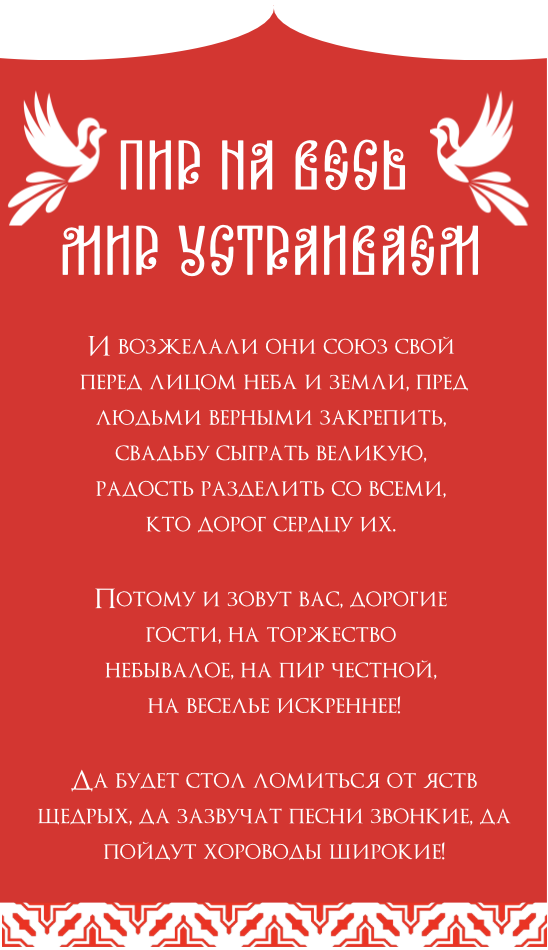 ПИР НА ВЕСЬ
МИР УСТРАИВАЕМ
И ВОЗЖЕЛАЛИ ОНИ СОЮЗ СВОЙ
ПЕРЕД ЛИЦОМ НЕБА И ЗЕМЛИ, ПРЕД
ЛЮДЬМИ ВЕРНЫМИ ЗАКРЕПИТЬ,
СВАДЬБУ СЫГРАТЬ ВЕЛИКУЮ,
РАДОСТЬ РАЗДЕЛИТЬ СО ВСЕМИ,
КТО ДОРОГ СЕРДЦУ ИХ.
ПОТОМУ И ЗОВУТ ВАС, ДОРОГИЕ
ГОСТИ, НА ТОРЖЕСТВО
НЕБЫВАЛОЕ, НА ПИР ЧЕСТНОЙ,
НА ВЕСЕЛЬЕ ИСКРЕННЕЕ!
ДА БУДЕТ СТОЛ ЛОМИТЬСЯ ОТ ЯСТВ
ЩЕДРЫХ, ДА ЗАЗВУЧАТ ПЕСНИ ЗВОНКИЕ, ДА
ПОЙДУТ ХОРОВОДЫ ШИРОКИЕ!